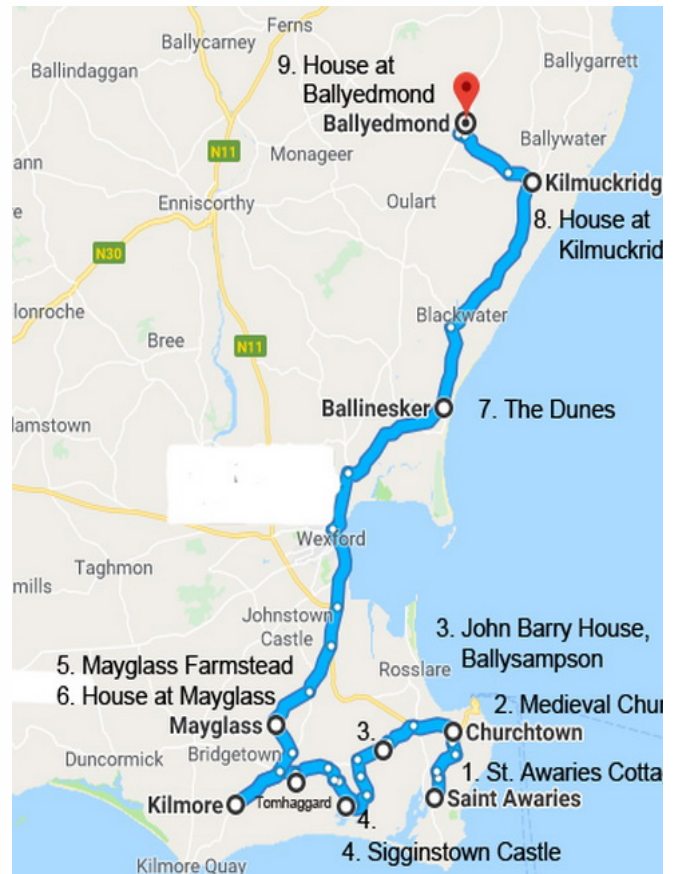 Ferns
Ballycarney
Ballindaggan
9. House at
Ballyedmond
Ballygarrett
Ballyedmond
N11
Monageer
Ballywater
ann
Kilmuckridg
Enniscorthy
Oulart
re
8. House at
Kilmuckrid
N30
lonroche
Blackwater
Bree
N11
Ballinesker
7. The Dunes
lamstown
Wexford
Taghmon
mills
Johnstown
Castle
3. John Barry House,
Ballysampson
5. Mayglass Farmstead
6. House at Mayglass
Rosslare
2. Medieval Chur
Mayglass
Churchtown
3.
Duncormick
Bridgetown
1. St. Awaries Cotta
Kilmore
Tomhaggard
Saint Awaries
4.
4. Sigginstown Castle
Kilmore Quay